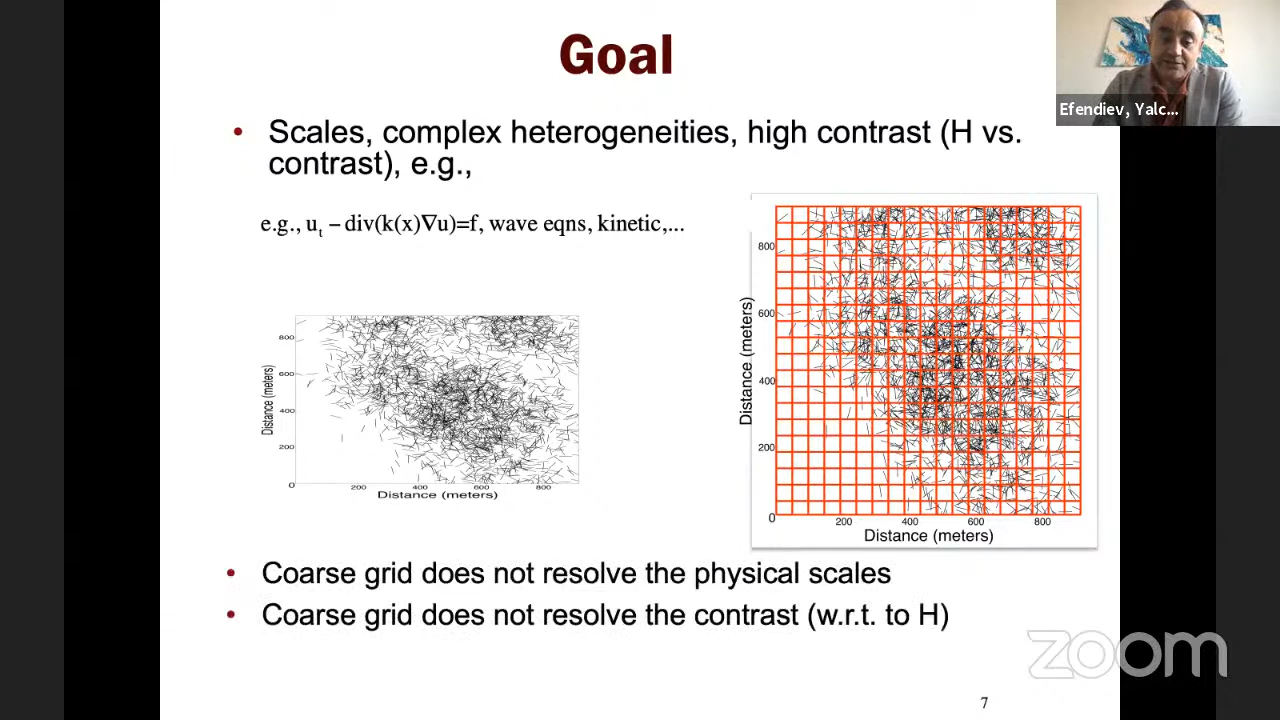 Goal
Efendiev, Yalc...
• Scales, complex heterogeneities, high contrast (H vs.
contrast), e.g.,
e.g., uₜ – div(k(x)∇u)=f, wave eqns, kinetic,...
Distance (meters)
800
600
400
200
0
200 400 600 800
Distance (meters)
Distance (meters)
800
600
400
200
0
200 400 600 800
Distance (meters)
• Coarse grid does not resolve the physical scales
• Coarse grid does not resolve the contrast (w.r.t. to H)
zoom
7